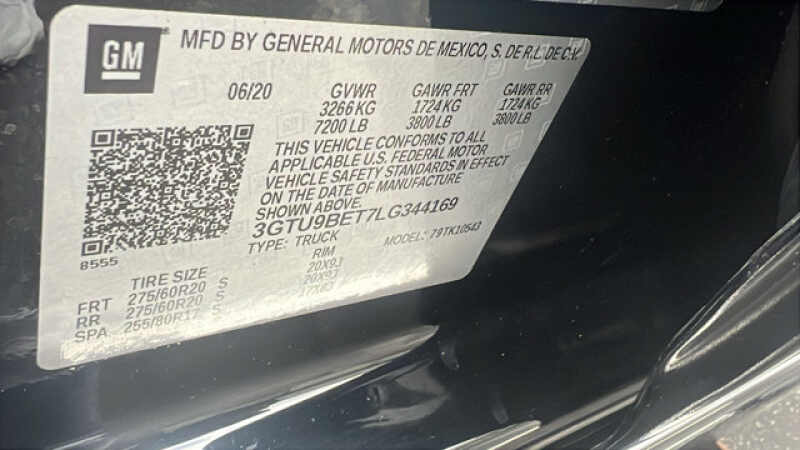 GM
MFD BY GENERAL MOTORS DE MEXICO, S. DE R.L. DE C.V.
06/20 GVWR GAWR FRT GAWR RR
3266 KG 1724 KG 1724 KG
7200 LB 3800 LB 3800 LB
THIS VEHICLE CONFORMS TO ALL
APPLICABLE U.S. FEDERAL MOTOR
VEHICLE SAFETY STANDARDS IN EFFECT
ON THE DATE OF MANUFACTURE
SHOWN ABOVE.
3GTU9BET7LG344169
8555 TYPE: TRUCK MODEL: 79TK10543
TIRE SIZE RIM
FRT 275/60R20 S 20X9J
RR 275/60R20 S 20X9J
SPA 255/80R17 S 17X8J